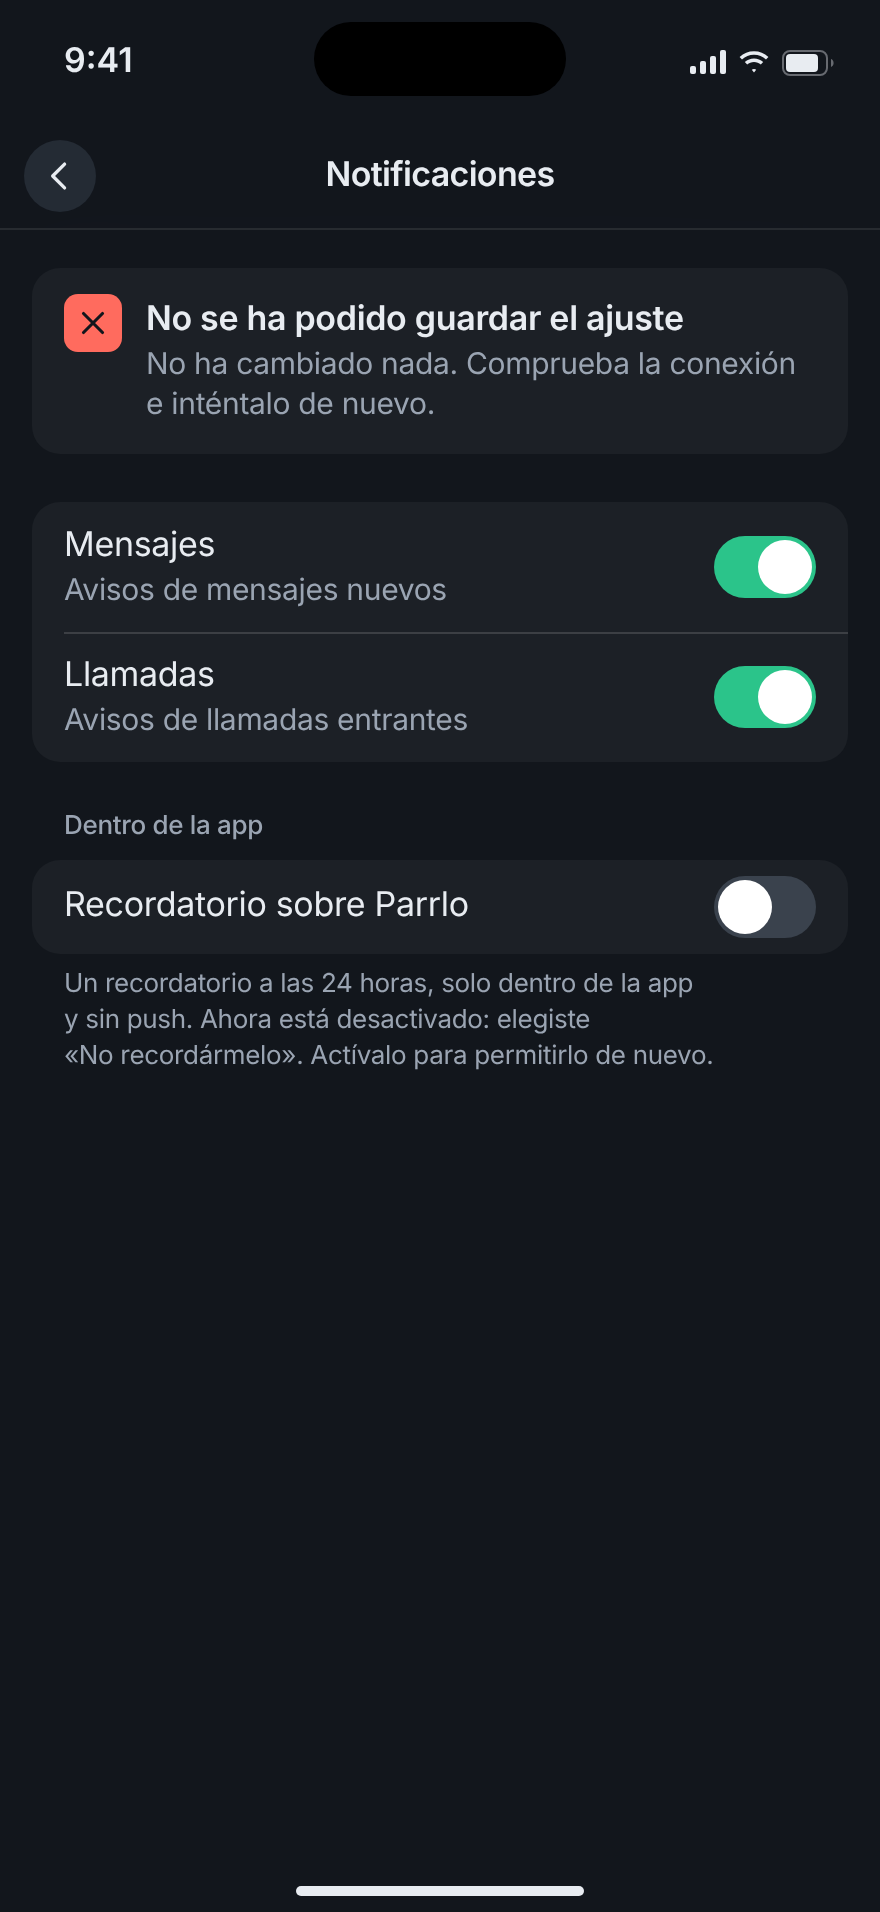 9:41
Notificaciones
No se ha podido guardar el ajuste
No ha cambiado nada. Comprueba la conexión
e inténtalo de nuevo.
Mensajes
Avisos de mensajes nuevos
Llamadas
Avisos de llamadas entrantes
Dentro de la app
Recordatorio sobre Parrlo
Un recordatorio a las 24 horas, solo dentro de la app
y sin push. Ahora está desactivado: elegiste
«No recordármelo». Actívalo para permitirlo de nuevo.